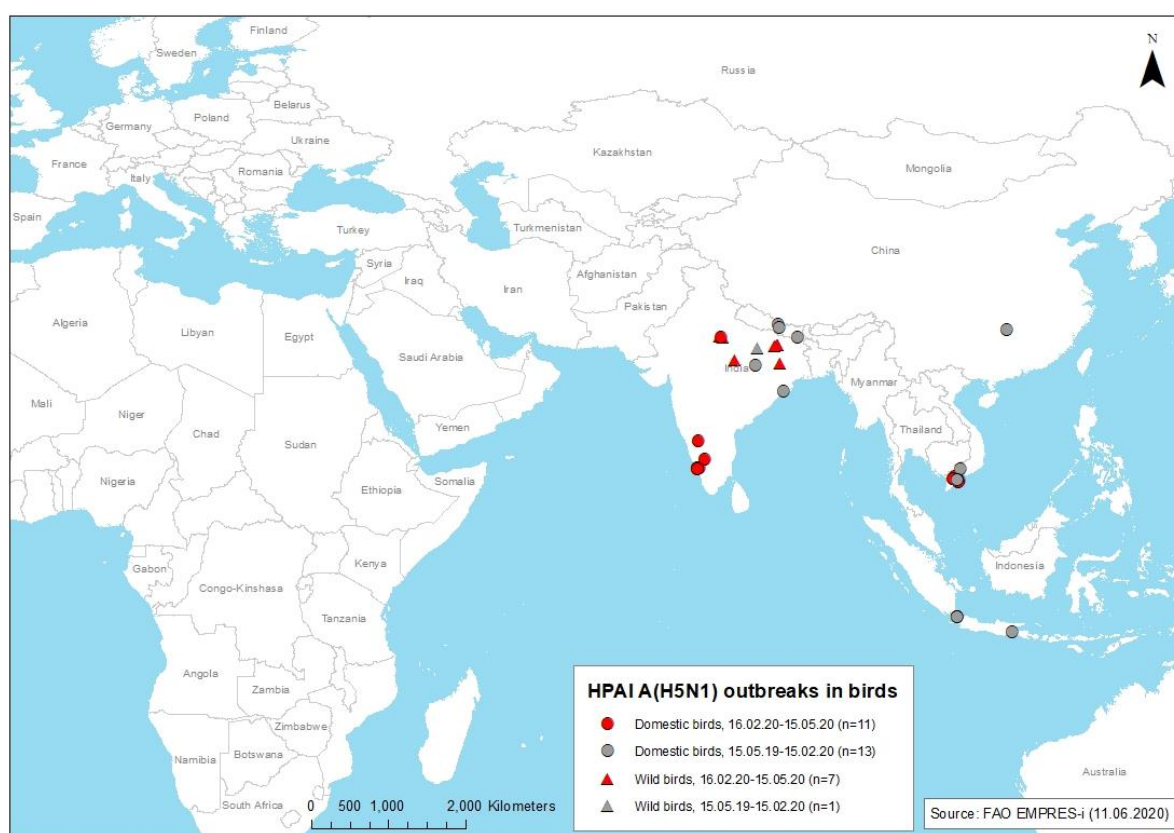 N
Finland
Sweden
Russia
Belarus
Poland
Germany
Ukraine
Kazakhstan
France
Mongolia
Romania
Italy
Spain
Turkey
Turkmenistan
China
Syria
Afghanistan
Iraq
Iran
Pakistan
Algeria
Libyan
Egypt
Saudi Arabia
India
Myanmar
Mali
Niger
Chad
Sudan
Yemen
Thailand
Nigeria
Ethiopia
Somalia
Gabon
Congo-Kinshasa
Kenya
Indonesia
Tanzania
Angola
Zambia
Zimbabwe
Namibia
Botswana
South Africa
Australia
0 500 1,000 2,000 Kilometers
HPAI A(H5N1) outbreaks in birds
Domestic birds, 16.02.20-15.05.20 (n=11)
Domestic birds, 15.05.19-15.02.20 (n=13)
Wild birds, 16.02.20-15.05.20 (n=7)
Wild birds, 15.05.19-15.02.20 (n=1)
Source: FAO EMPRES-i (11.06.2020)